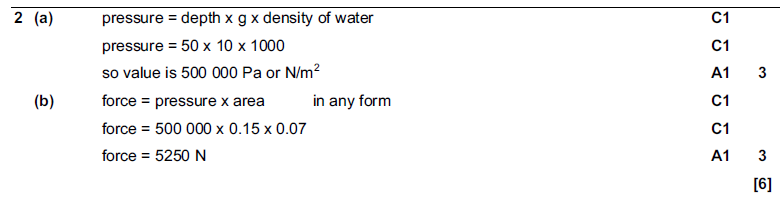 2 (a) pressure = depth x g x density of water C1
pressure = 50 x 10 x 1000 C1
so value is 500 000 Pa or N/m² A1 3
(b) force = pressure x area in any form C1
force = 500 000 x 0.15 x 0.07 C1
force = 5250 N A1 3
[6]